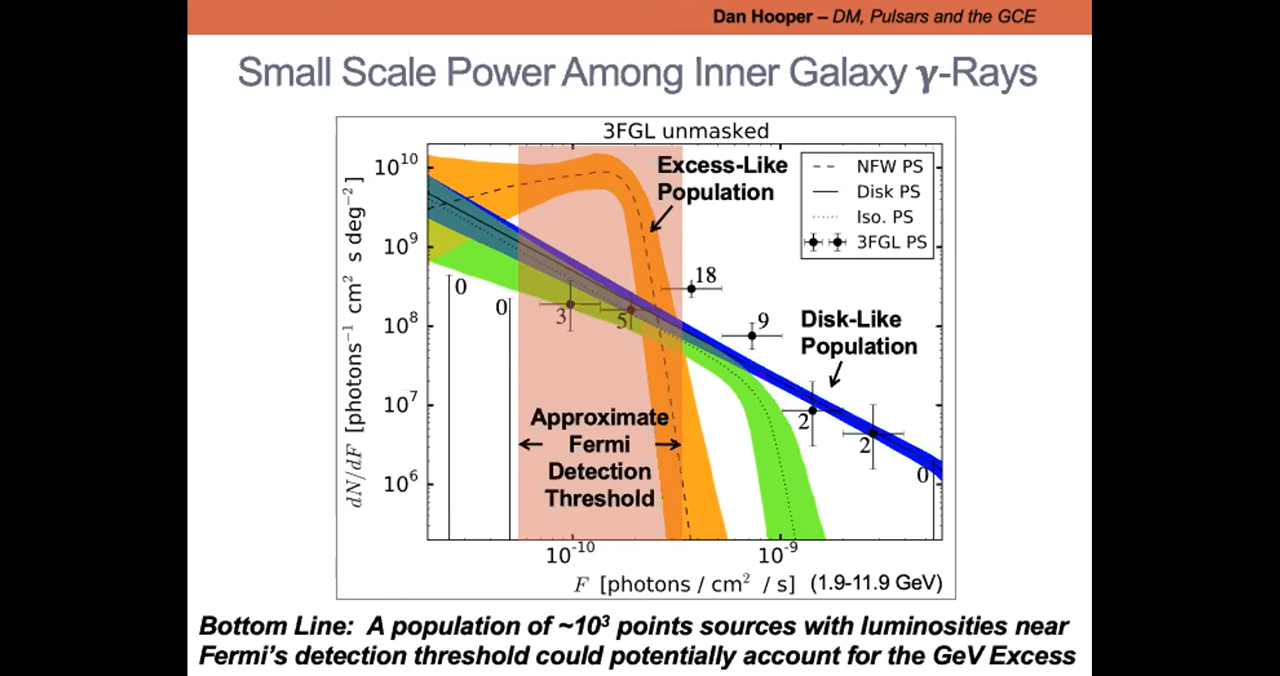 Dan Hooper – DM, Pulsars and the GCE
Small Scale Power Among Inner Galaxy γ-Rays
3FGL unmasked
10¹⁰
10⁹
10⁸
10⁷
10⁶
dN/dF [photons⁻¹ cm² s deg⁻²]
Excess-Like
Population
NFW PS
Disk PS
Iso. PS
3FGL PS
0
0
3
5
18
9
2
2
0
Disk-Like
Population
Approximate
Fermi
Detection
Threshold
10⁻¹⁰
10⁻⁹
F [photons / cm² / s] (1.9-11.9 GeV)
Bottom Line: A population of ~10³ points sources with luminosities near
Fermi's detection threshold could potentially account for the GeV Excess